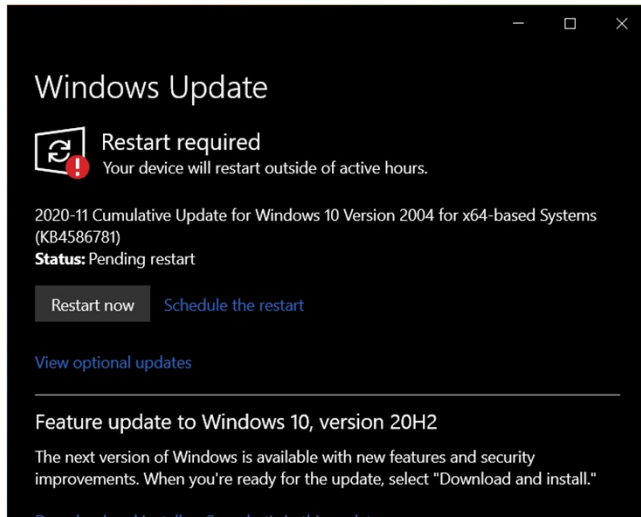 Windows Update
Restart required
Your device will restart outside of active hours.
2020-11 Cumulative Update for Windows 10 Version 2004 for x64-based Systems
(KB4586781)
Status: Pending restart
Restart now Schedule the restart
View optional updates
Feature update to Windows 10, version 20H2
The next version of Windows is available with new features and security
improvements. When you're ready for the update, select "Download and install."